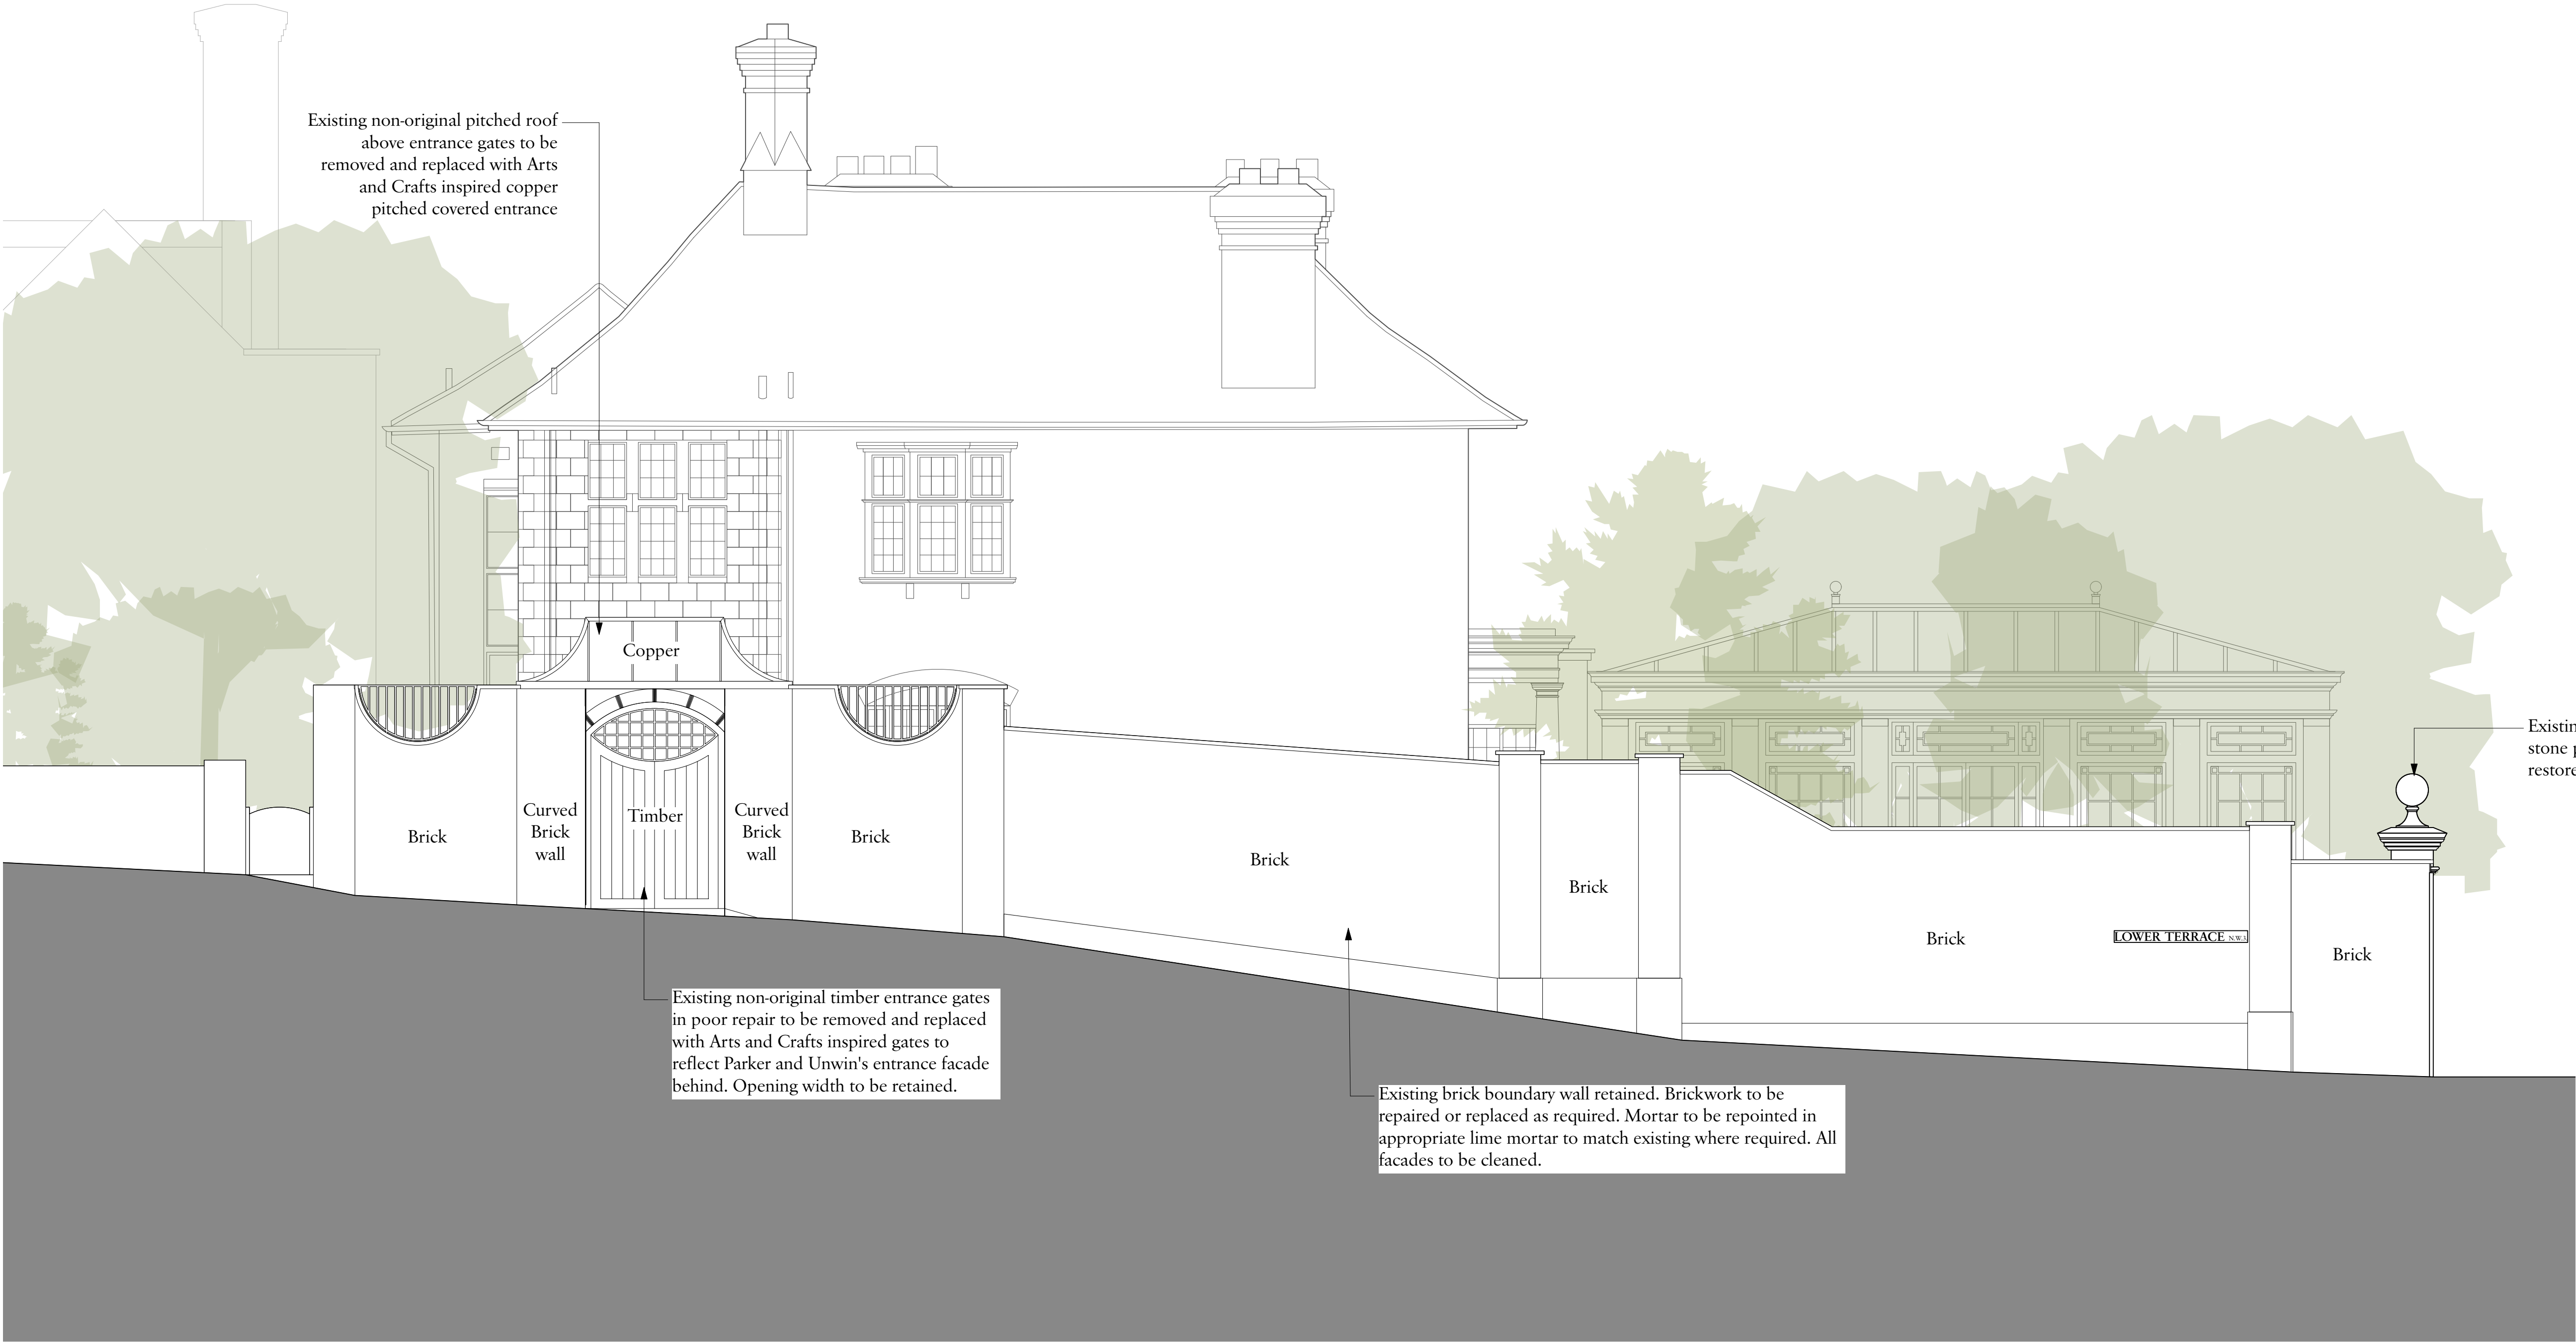 Existing non-original pitched roof
above entrance gates to be
removed and replaced with Arts
and Crafts inspired copper
pitched covered entrance
Copper
Existin
stone p
restore
Curved
Brick
wall
Timber
Curved
Brick
wall
Brick
Brick
Brick
Brick
Brick
LOWER TERRACE N.W.3
Brick
Existing non-original timber entrance gates
in poor repair to be removed and replaced
with Arts and Crafts inspired gates to
reflect Parker and Unwin's entrance facade
behind. Opening width to be retained.
Existing brick boundary wall retained. Brickwork to be
repaired or replaced as required. Mortar to be repointed in
appropriate lime mortar to match existing where required. All
facades to be cleaned.